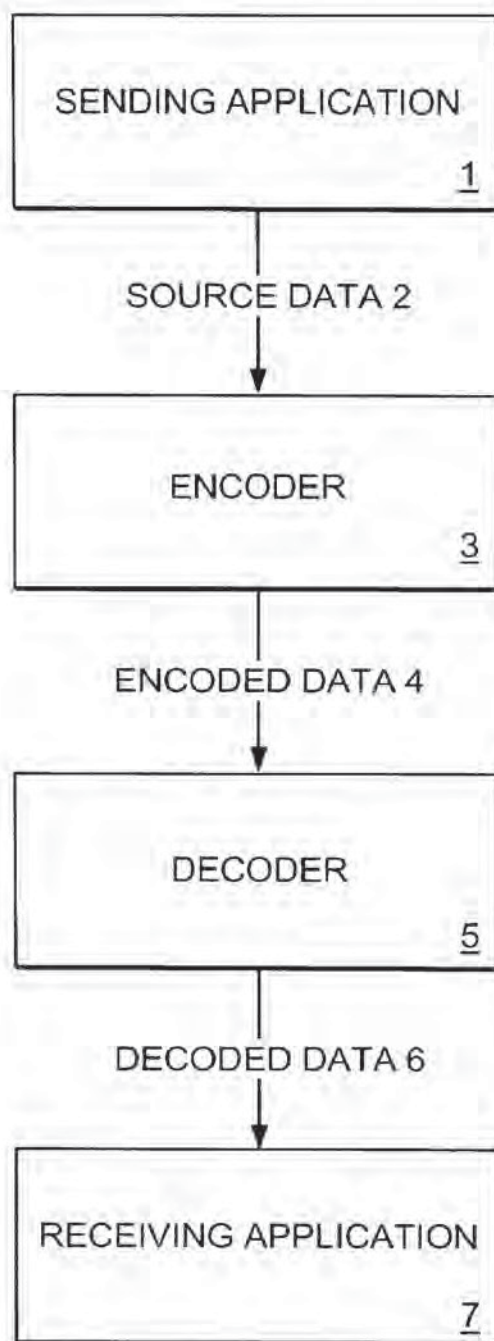 SENDING APPLICATION
1
SOURCE DATA 2
ENCODER
3
ENCODED DATA 4
DECODER
5
DECODED DATA 6
RECEIVING APPLICATION
7